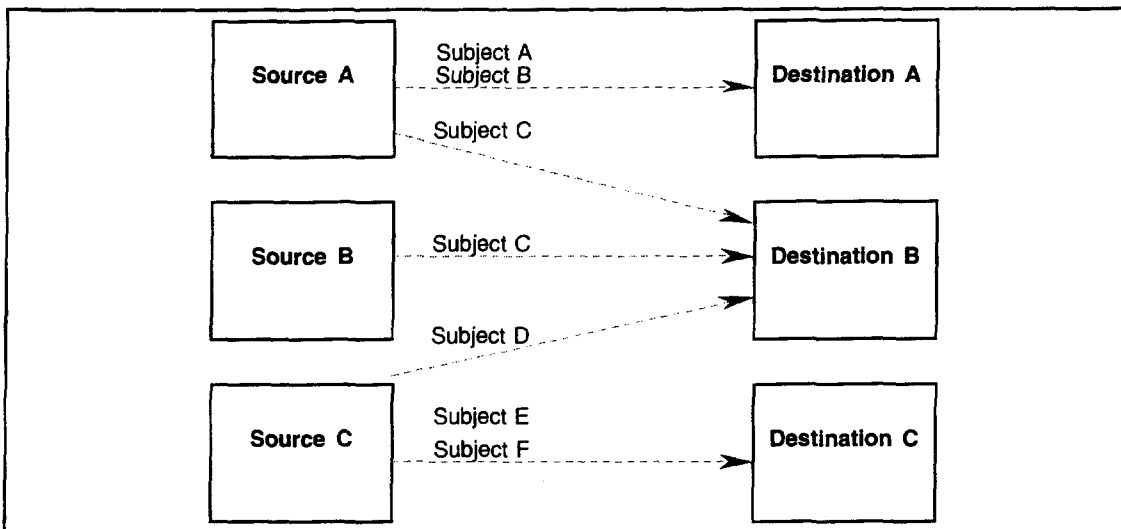 Subject A
Source A
Subject B
Destination A
Subject C
Source B
Subject C
Destination B
Subject D
Subject E
Source C
Subject F
Destination C